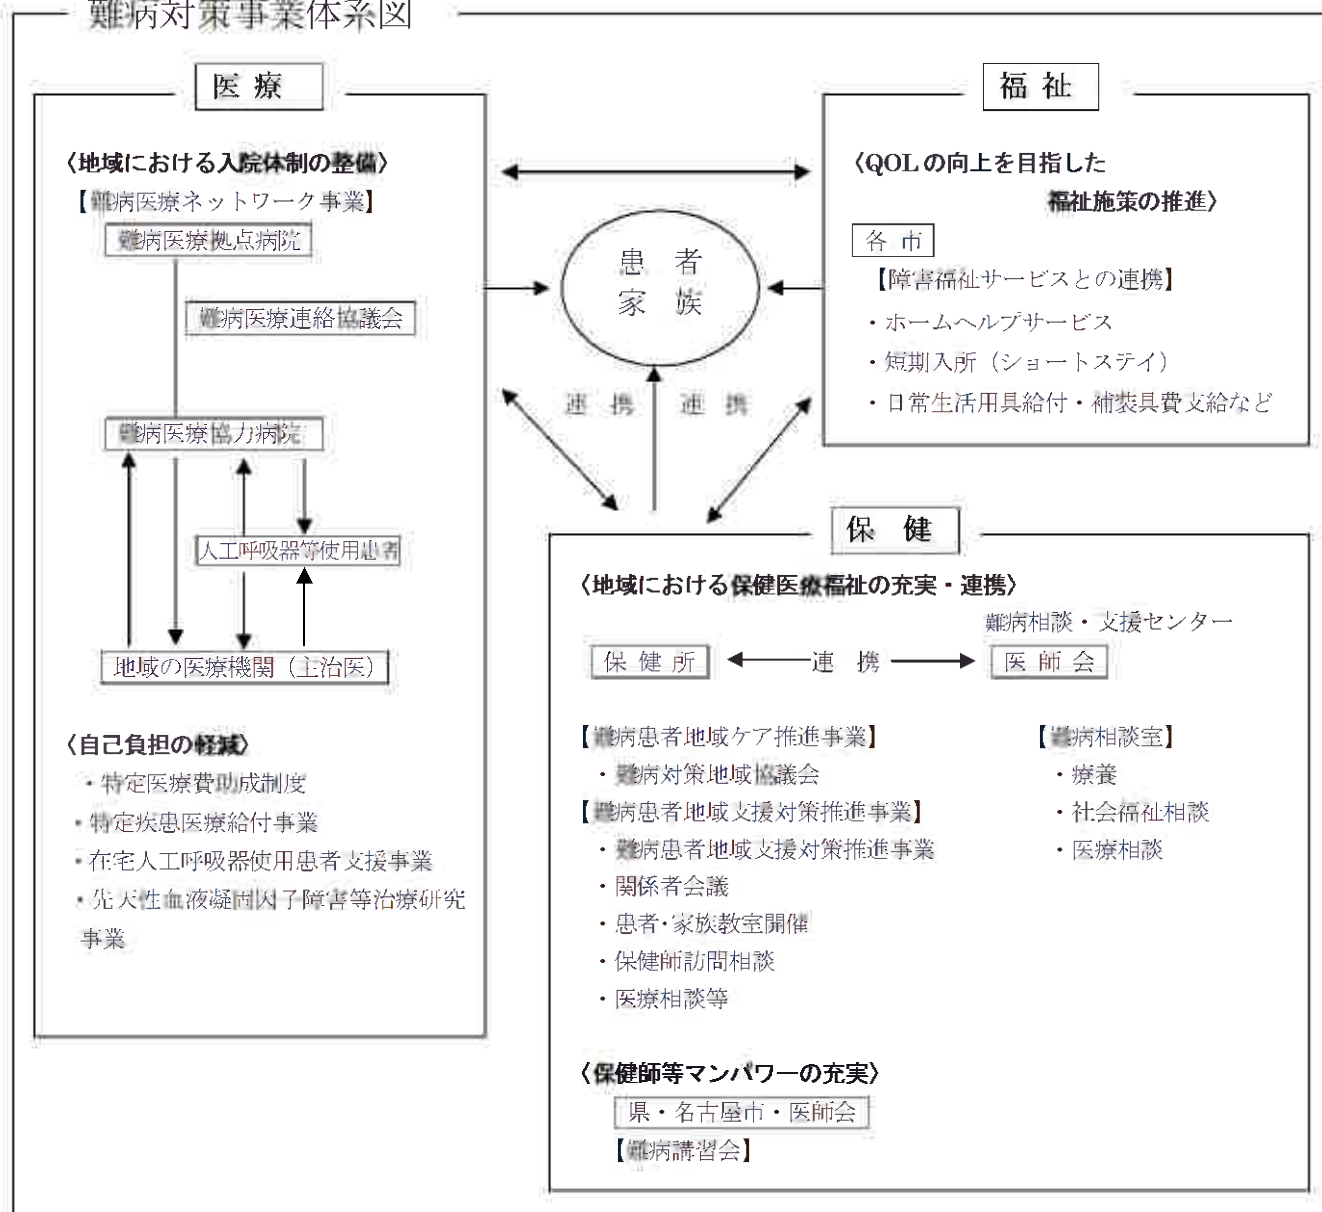 難病対策事業体系図
医 療
〈地域における入院体制の整備〉
【難病医療ネットワーク事業】
難病医療拠点病院
難病医療連絡協議会
難病医療協力病院
人工呼吸器等使用患者
地域の医療機関（主治医）
〈自己負担の軽減〉
・特定医療費助成制度
・特定疾患医療給付事業
・在宅人工呼吸器使用患者支援事業
・先天性血液凝固因子障害等治療研究
事業
患 者
家 族
連 携
連 携
福 祉
〈QOLの向上を目指した
福祉施策の推進〉
各 市
【障害福祉サービスとの連携】
・ホームヘルプサービス
・短期入所（ショートステイ）
・日常生活用具給付・補装具費支給など
保 健
〈地域における保健医療福祉の充実・連携〉
難病相談・支援センター
保 健 所
連 携
医 師 会
【難病患者地域ケア推進事業】
・難病対策地域協議会
【難病患者地域支援対策推進事業】
・難病患者地域支援対策推進事業
・関係者会議
・患者・家族教室開催
・保健師訪問相談
・医療相談等
【難病相談室】
・療養
・社会福祉相談
・医療相談
〈保健師等マンパワーの充実〉
県・名古屋市・医師会
【難病講習会】